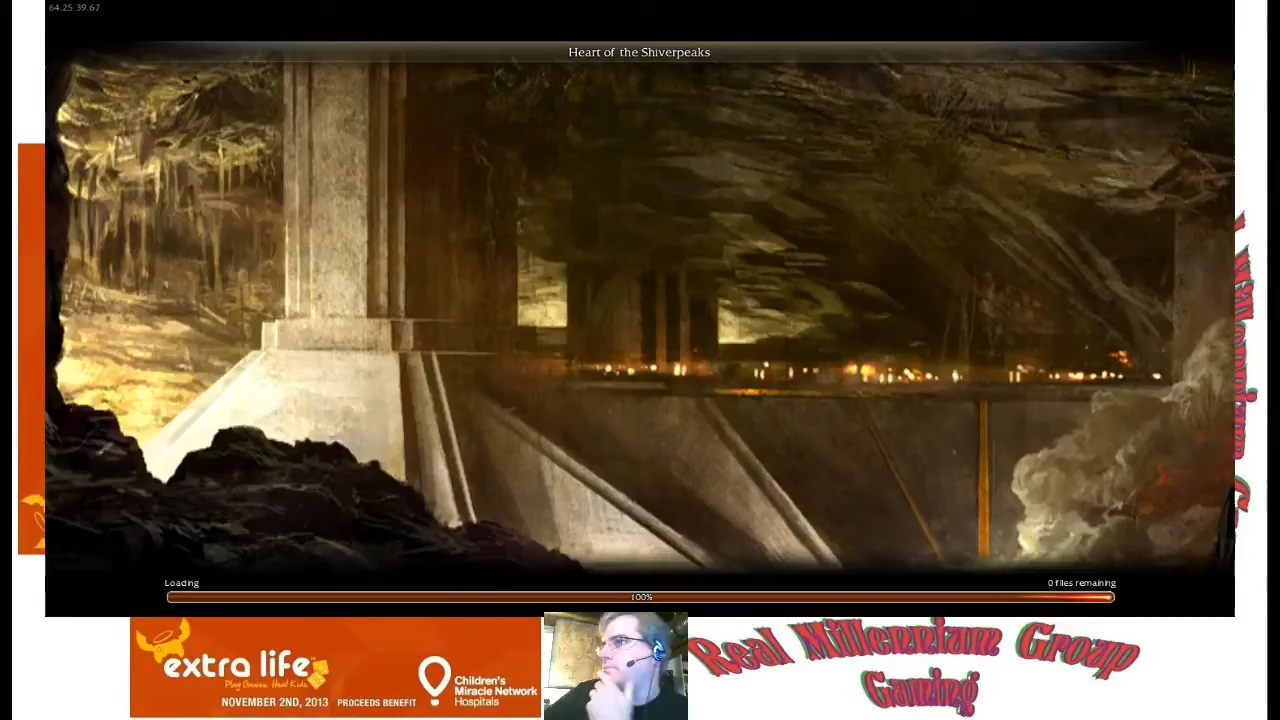 64.25.39.67
Heart of the Shiverpeaks
Loading
0 files remaining
100%
extra life
Play Games. Heal Kids.
NOVEMBER 2ND, 2013 PROCEEDS BENEFIT
Children's
Miracle Network
Hospitals
Real Millennium Group
Gaming